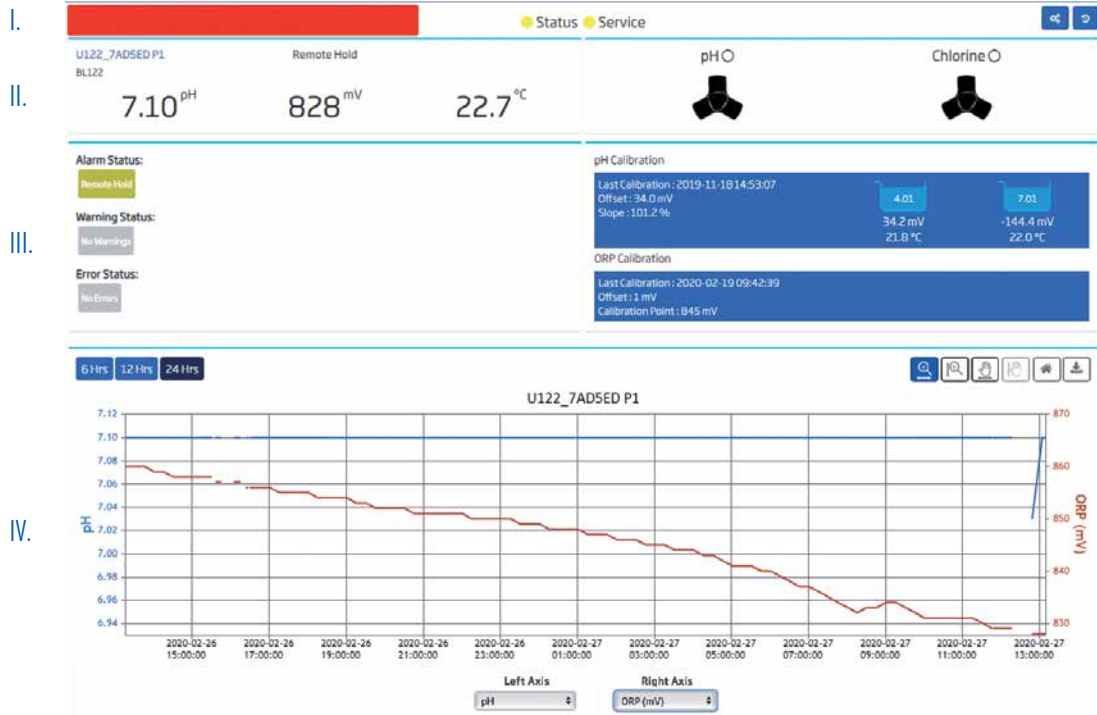 I.
Status Service
II.
U122_7AD5ED P1 Remote Hold
BL122
7.10 pH 828 mV 22.7 °C
pH Chlorine
III.
Alarm Status:
Remote Hold
Warning Status:
No Warnings
Error Status:
No Errors
pH Calibration
Last Calibration : 2019-11-18 14:53:07
Offset : 34.0 mV
Slope : 101.2 %
4.01 7.01
34.2 mV -144.4 mV
21.8 °C 22.0 °C
ORP Calibration
Last Calibration : 2020-02-19 09:42:39
Offset : 1 mV
Calibration Point : 845 mV
IV.
6 Hrs 12 Hrs 24 Hrs
U122_7AD5ED P1
7.12 870
7.10
7.08 860
7.06
7.04
7.02 850
7.00
6.98 840
6.96
6.94 830
pH
ORP (mV)
2020-02-26 2020-02-26 2020-02-26 2020-02-26 2020-02-26 2020-02-27 2020-02-27 2020-02-27 2020-02-27 2020-02-27 2020-02-27 2020-02-27
15:00:00 17:00:00 19:00:00 21:00:00 23:00:00 01:00:00 03:00:00 05:00:00 07:00:00 09:00:00 11:00:00 13:00:00
Left Axis Right Axis
pH ORP (mV)